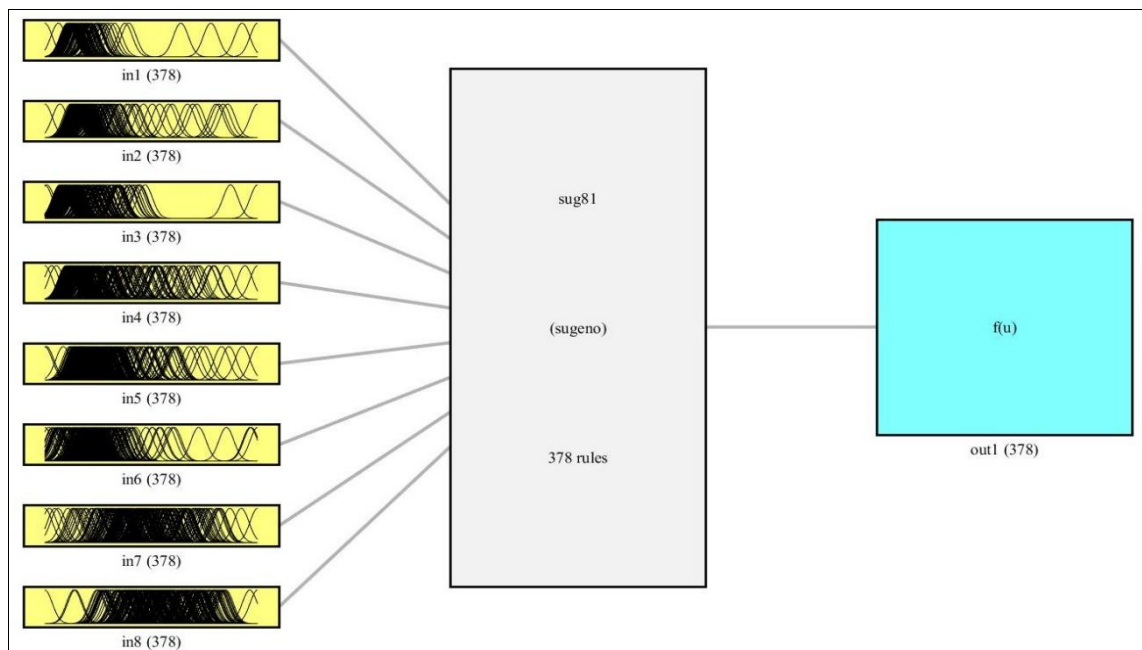 in1 (378)
in2 (378)
in3 (378)
in4 (378)
in5 (378)
in6 (378)
in7 (378)
in8 (378)
sug81
(sugeno)
378 rules
f(u)
out1 (378)